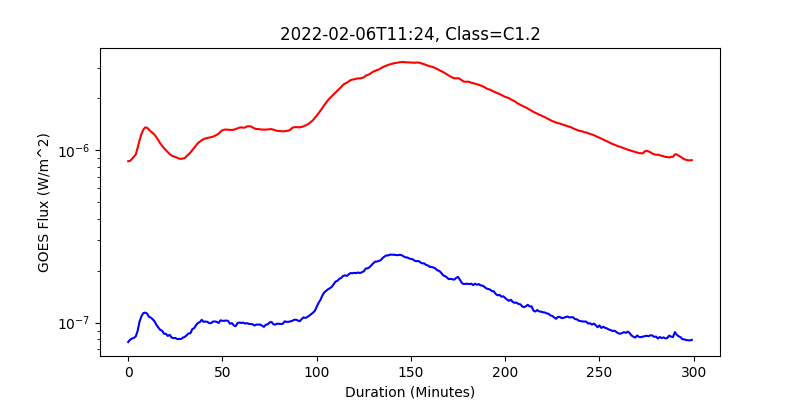 2022-02-06T11:24, Class=C1.2
GOES Flux (W/m^2)
10^{-6}
10^{-7}
0 50 100 150 200 250 300
Duration (Minutes)